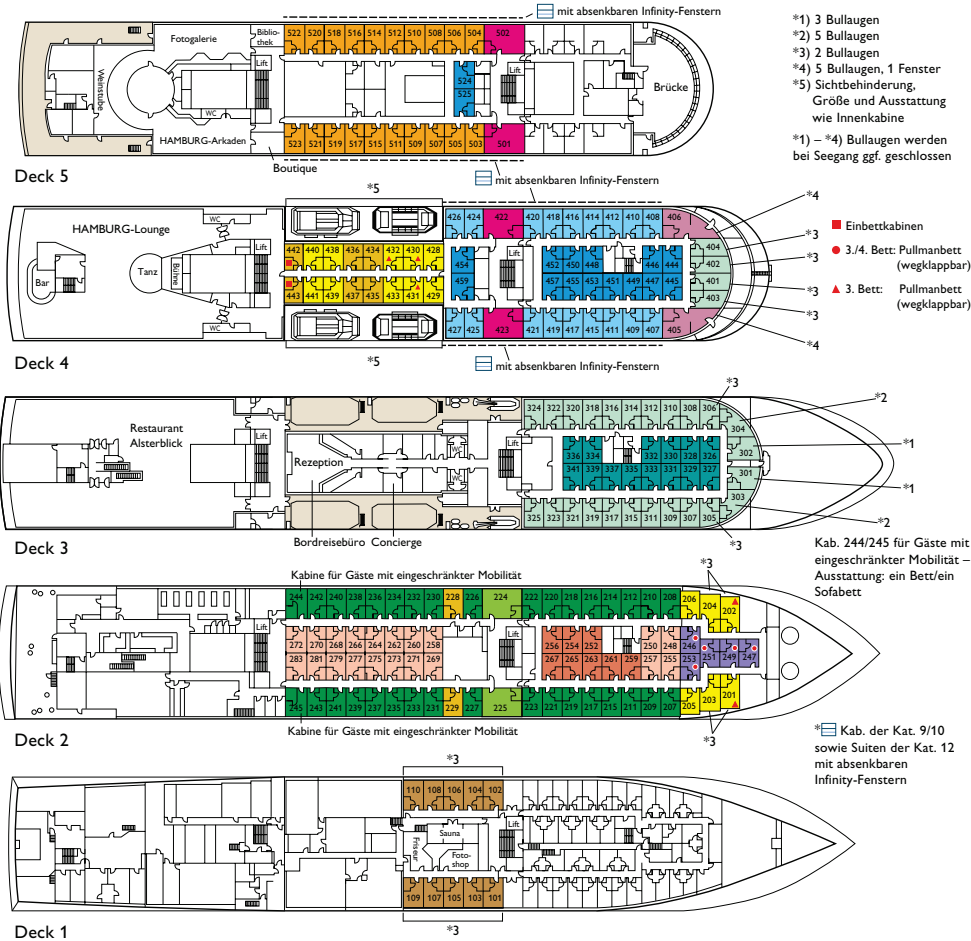 mit absenkbaren Infinity-Fenstern
Fotogalerie
Biblio-
thek
522 520 518 516 514 512 510 508 506 504 502
Lift
Lift
Weinstube
WC
524
525
Brücke
HAMBURG-Arkaden
523 521 519 517 515 511 509 507 505 503 501
Boutique
Deck 5
mit absenkbaren Infinity-Fenstern
*1) 3 Bullaugen
*2) 5 Bullaugen
*3) 2 Bullaugen
*4) 5 Bullaugen, 1 Fenster
*5) Sichtbehinderung,
Größe und Ausstattung
wie Innenkabine
*1) – *4) Bullaugen werden
bei Seegang ggf. geschlossen
*5
*4
WC
426 424 422 420 418 416 414 412 410 408 406
HAMBURG-Lounge
*3
Lift
442 440 438 436 434 432 430 428
Lift
404
402
*3
454
452 450 448 446 444
Bar
Tanz
Bühne
459
457 455 453 451 449 447 445
401
403
*3
443 441 439 437 435 433 431 429
*3
WC
427 425 423 421 419 417 415 411 409 407 405
*4
Deck 4
*5
mit absenkbaren Infinity-Fenstern
Einbettkabinen
3./4. Bett: Pullmanbett
(wegklappbar)
3. Bett: Pullmanbett
(wegklappbar)
*3
*2
324 322 320 318 316 314 312 310 308 306
304
Restaurant
Alsterblick
Lift
Lift
*1
WC
336 334 332 330 328 326
302
Rezeption
341 339 337 335 333 331 329 327
301
WC
*1
303
325 323 321 319 317 315 311 309 307 305
*2
*3
Bordreisebüro
Concierge
Deck 3
Kab. 244/245 für Gäste mit
eingeschränkter Mobilität –
Ausstattung: ein Bett/ein
Sofabett
Kabine für Gäste mit eingeschränkter Mobilität
*3
244 242 240 238 236 234 232 230 228 226 224 222 220 218 216 214 212 210 208
206 204 202
Lift
Lift
272 270 268 266 264 262 260 258
256 254 252 250 248 246
283 281 279 277 275 273 271 269
267 265 263 261 259 257 255 253 251 249 247
245 243 241 239 237 235 233 231 229 227 225 223 221 219 217 215 211 209 207
205 203 201
Kabine für Gäste mit eingeschränkter Mobilität
*3
Deck 2
* Kab. der Kat. 9/10
sowie Suiten der Kat. 12
mit absenkbaren
Infinity-Fenstern
*3
110 108 106 104 102
Lift
Sauna
Friseur
Foto-
shop
109 107 105 103 101
*3
Deck 1